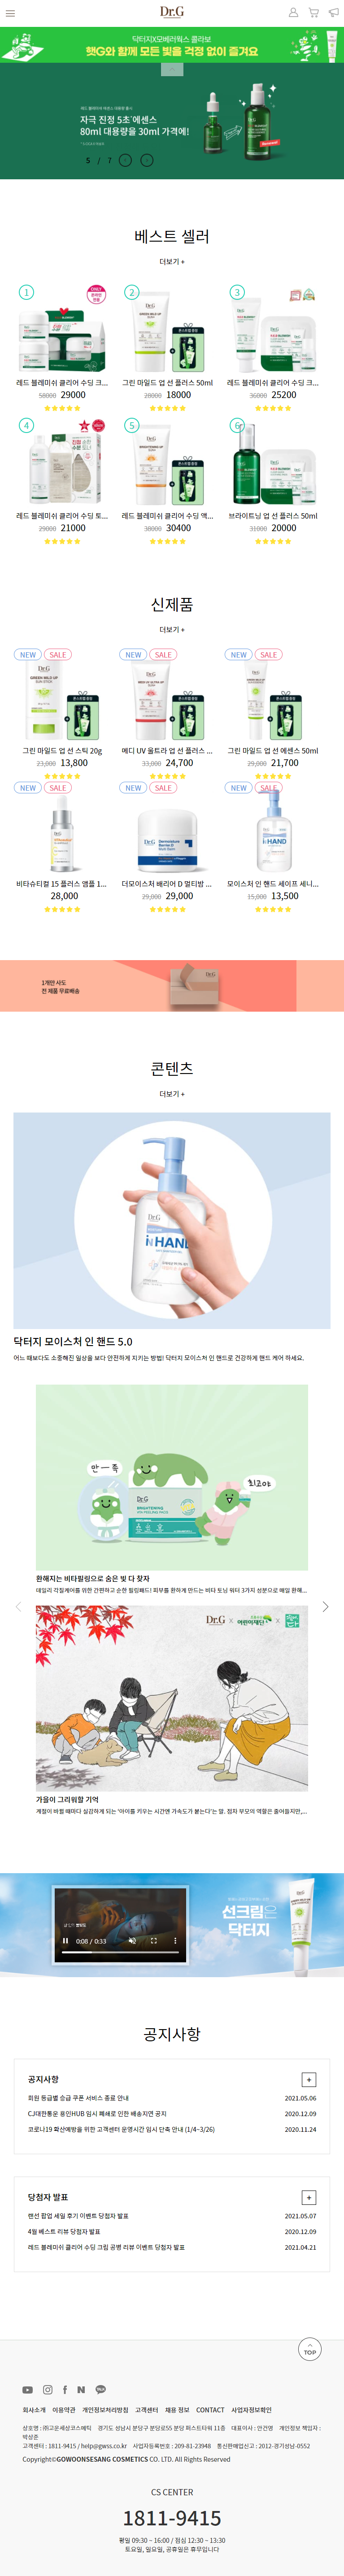 Dr.G
닥터지X모베러웍스 콜라보
햇G와 함께 모든 빛을 걱정 없이 즐겨요
자극 진정 5초 에센스
80ml 대용량을 30ml 가격에!
5 / 7
베스트 셀러
더보기 +
1
2
3
레드 블레미쉬 클리어 수딩 크...
58000 29000
그린 마일드 업 선 플러스 50ml
28000 18000
레드 블레미쉬 클리어 수딩 크...
36000 25200
4
5
6
레드 블레미쉬 클리어 수딩 토...
29000 21000
레드 블레미쉬 클리어 수딩 액...
38000 30400
브라이트닝 업 선 플러스 50ml
31000 20000
신제품
더보기 +
NEW SALE
NEW SALE
NEW SALE
그린 마일드 업 선 스틱 20g
23,000 13,800
메디 UV 울트라 업 선 플러스 ...
33,000 24,700
그린 마일드 업 선 에센스 50ml
29,000 21,700
NEW SALE
NEW SALE
NEW SALE
비타슈티컬 15 플러스 앰플 1...
28,000
더모이스처 배리어 D 멀티밤 ...
29,000 29,000
모이스처 인 핸드 세이프 세니...
15,000 13,500
1개만 사도
전 제품 무료배송
콘텐츠
더보기 +
Dr.G
inHAND
닥터지 모이스처 인 핸드 5.0
어느 때보다도 소중해진 일상을 보다 안전하게 지키는 방법! 닥터지 모이스처 인 핸드로 건강하게 핸드 케어 하세요.
만족
최고야
Dr.G
BRIGHTENING
환해지는 비타필링으로 숨은 빛 다 찾자
데일리 각질케어를 위한 간편하고 순한 필링패드! 피부를 환하게 만드는 비타 토닝 워터 3가지 성분으로 매일 환해...
Dr.G x 어린이재단 x
가을이 그리워할 기억
계절이 바뀔 때마다 실감하게 되는 '아이를 키우는 시간엔 가속도가 붙는다'는 말. 점차 부모의 역할은 줄어들지만,...
0:08 / 0:33
선크림은
닥터지
공지사항
공지사항
+
회원 등급별 승급 쿠폰 서비스 종료 안내 2021.05.06
CJ대한통운 용인HUB 임시 폐쇄로 인한 배송지연 공지 2020.12.09
코로나19 확산예방을 위한 고객센터 운영시간 임시 단축 안내 (1/4~3/26) 2020.11.24
당첨자 발표
+
랜선 팝업 세일 후기 이벤트 당첨자 발표 2021.05.07
4월 베스트 리뷰 당첨자 발표 2020.12.09
레드 블레미쉬 클리어 수딩 크림 공병 리뷰 이벤트 당첨자 발표 2021.04.21
TOP
회사소개 이용약관 개인정보처리방침 고객센터 채용 정보 CONTACT 사업자정보확인
상호명 : ㈜고운세상코스메틱 경기도 성남시 분당구 분당로55 분당 퍼스트타워 11층 대표이사 : 안건영 개인정보 책임자 :
박상준
고객센터 : 1811-9415 / help@gwss.co.kr 사업자등록번호 : 209-81-23948 통신판매업신고 : 2012-경기성남-0552
Copyright©GOWOONSESANG COSMETICS CO. LTD. All Rights Reserved
CS CENTER
1811-9415
평일 09:30 ~ 16:00 / 점심 12:30 ~ 13:30
토요일, 일요일, 공휴일은 휴무입니다